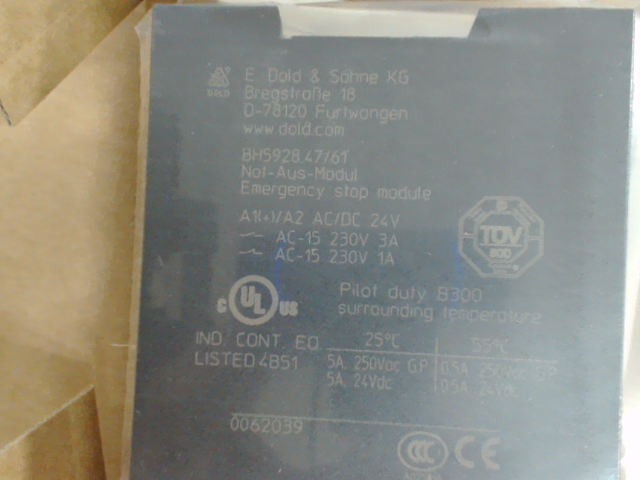 E. Dold & Söhne KG
DOLD
Bregstraße 18
D-78120 Furtwangen
www.dold.com
BH5928.47/61
Not-Aus-Modul
Emergency stop module
A1(+)/A2 AC/DC 24V
AC-15 230V 3A
AC-15 230V 1A
TÜV
Pilot duty B300
surrounding temperature
C UL US
IND. CONT. EQ. 25°C 55°C
LISTED 4B51 5A, 250Vac G.P. 0.5A
5A, 24Vdc 0.5A 24Vdc
0062039
CCC CE